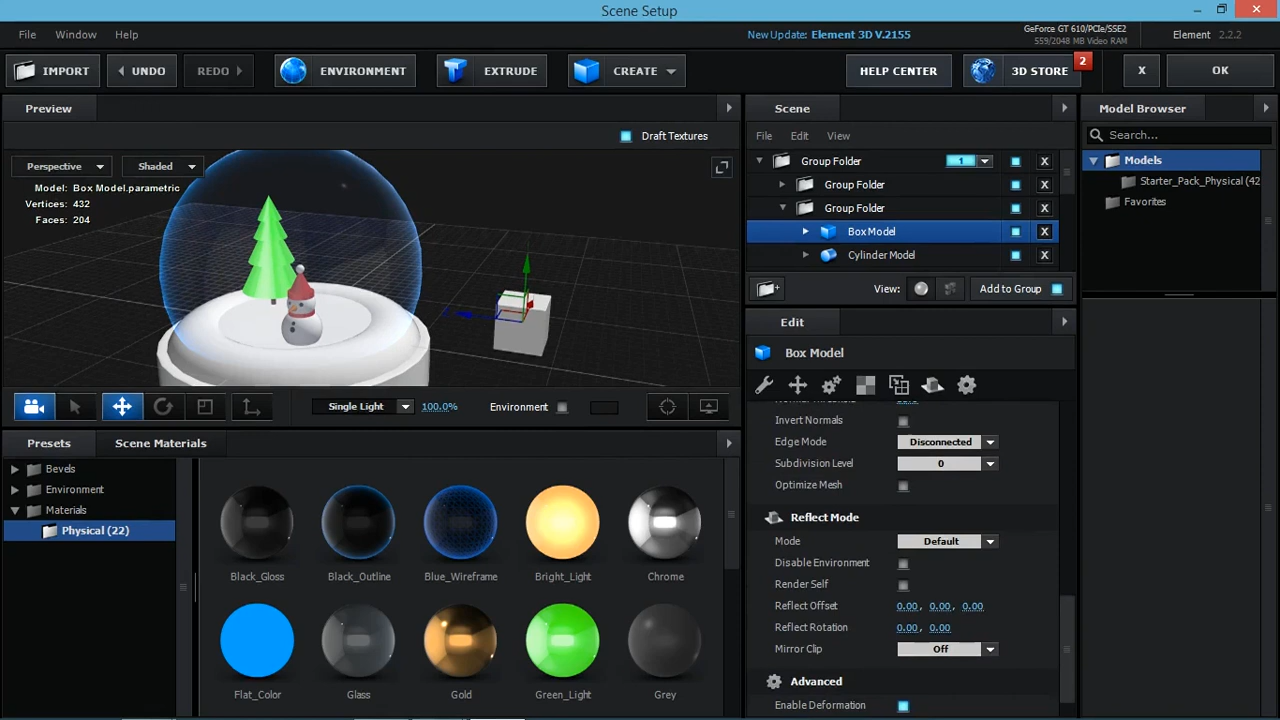 Scene Setup
File Window Help
New Update: Element 3D V.2155
GeForce GT 610/PCIe/SSE2
559/2048 MB Video RAM
Element 2.2.2
IMPORT UNDO REDO ENVIRONMENT EXTRUDE CREATE HELP CENTER 3D STORE 2 X OK
Preview
Draft Textures
Perspective Shaded
Model: Box Model.parametric
Vertices: 432
Faces: 204
Single Light 100.0% Environment
Presets Scene Materials
Bevels
Environment
Materials
Physical (22)
Black_Gloss Black_Outline Blue_Wireframe Bright_Light Chrome
Flat_Color Glass Gold Green_Light Grey
Scene
File Edit View
Group Folder 1 X
Group Folder X
Group Folder X
Box Model X
Cylinder Model X
View: Add to Group
Edit
Box Model
Invert Normals
Edge Mode Disconnected
Subdivision Level 0
Optimize Mesh
Reflect Mode
Mode Default
Disable Environment
Render Self
Reflect Offset 0.00, 0.00, 0.00
Reflect Rotation 0.00, 0.00
Mirror Clip Off
Advanced
Enable Deformation
Model Browser
Search...
Models
Starter_Pack_Physical (42
Favorites